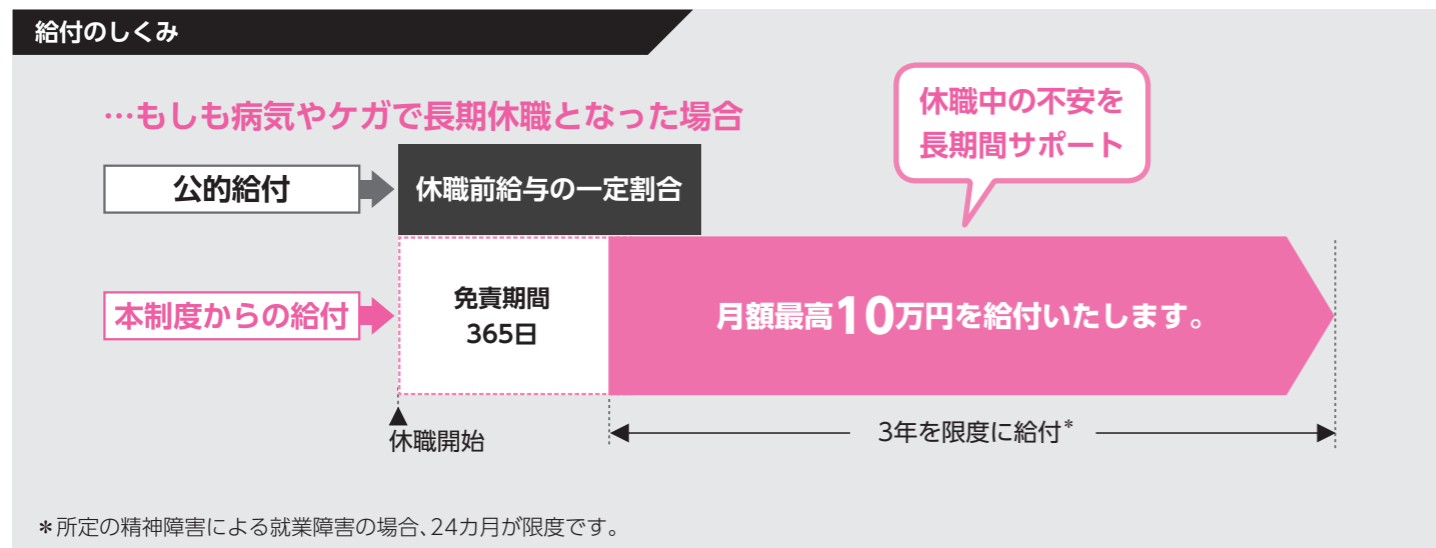 給付のしくみ
…もしも病気やケガで長期休職となった場合
休職中の不安を
長期間サポート
公的給付
休職前給与の一定割合
本制度からの給付
免責期間
365日
月額最高10万円を給付いたします。
休職開始
3年を限度に給付*
*所定の精神障害による就業障害の場合、24カ月が限度です。